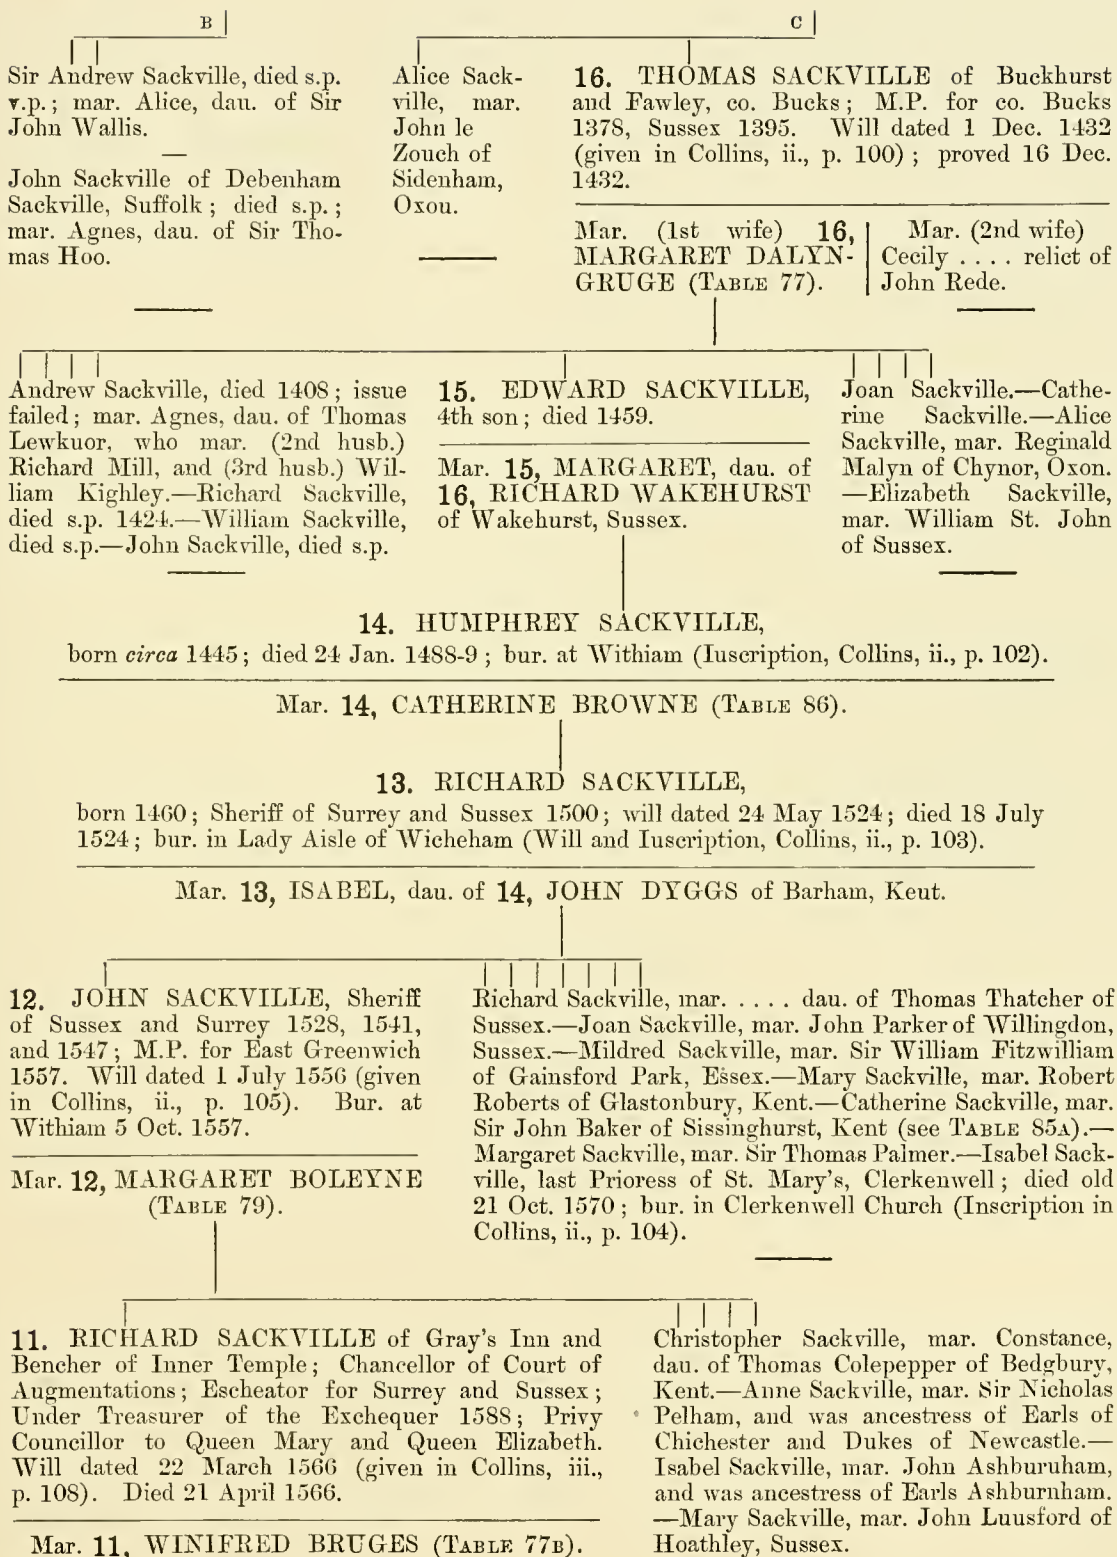 B
C
Sir Andrew Sackville, died s.p.
v.p.; mar. Alice, dau. of Sir
John Wallis.
—
John Sackville of Debenham
Sackville, Suffolk; died s.p.;
mar. Agnes, dau. of Sir Tho-
mas Hoo.
Alice Sack-
ville, mar.
John le
Zouch of
Sidenham,
Oxou.
16. THOMAS SACKVILLE of Buckhurst
and Fawley, co. Bucks; M.P. for co. Bucks
1378, Sussex 1395. Will dated 1 Dec. 1432
(given in Collins, ii., p. 100); proved 16 Dec.
1432.
Mar. (1st wife) 16,
MARGARET DALYN-
GRUGE (TABLE 77).
Mar. (2nd wife)
Cecily . . . . relict of
John Rede.
Andrew Sackville, died 1408; issue
failed; mar. Agnes, dau. of Thomas
Lewkuor, who mar. (2nd husb.)
Richard Mill, and (3rd husb.) Wil-
liam Kighley.—Richard Sackville,
died s.p. 1424.—William Sackville,
died s.p.—John Sackville, died s.p.
15. EDWARD SACKVILLE,
4th son; died 1459.
Mar. 15, MARGARET, dau. of
16, RICHARD WAKEHURST
of Wakehurst, Sussex.
Joan Sackville.—Cathe-
rine Sackville.—Alice
Sackville, mar. Reginald
Malyn of Chynor, Oxon.
—Elizabeth Sackville,
mar. William St. John
of Sussex.
14. HUMPHREY SACKVILLE,
born circa 1445; died 24 Jan. 1488-9; bur. at Withiam (Iuscription, Collins, ii., p. 102).
Mar. 14, CATHERINE BROWNE (TABLE 86).
13. RICHARD SACKVILLE,
born 1460; Sheriff of Surrey and Sussex 1500; will dated 24 May 1524; died 18 July
1524; bur. in Lady Aisle of Wicheham (Will and Iuscription, Collins, ii., p. 103).
Mar. 13, ISABEL, dau. of 14, JOHN DYGGS of Barham, Keut.
12. JOHN SACKVILLE, Sheriff
of Sussex and Surrey 1528, 1541,
and 1547; M.P. for East Greenwich
1557. Will dated 1 July 1556 (given
in Collins, ii., p. 105). Bur. at
Withiam 5 Oct. 1557.
Mar. 12, MARGARET BOLEYNE
(TABLE 79).
Richard Sackville, mar. . . . . dau. of Thomas Thatcher of
Sussex.—Joan Sackville, mar. John Parker of Willingdon,
Sussex.—Mildred Sackville, mar. Sir William Fitzwilliam
of Gainsford Park, Essex.—Mary Sackville, mar. Robert
Roberts of Glastonbury, Kent.—Catherine Sackville, mar.
Sir John Baker of Sissinghurst, Kent (see TABLE 85A).—
Margaret Sackville, mar. Sir Thomas Palmer.—Isabel Sack-
ville, last Prioress of St. Mary's, Clerkenwell; died old
21 Oct. 1570; bur. in Clerkenwell Church (Inscription in
Collins, ii., p. 104).
11. RICHARD SACKVILLE of Gray's Inn and
Bencher of Inner Temple; Chancellor of Court of
Augmentations; Escheator for Surrey and Sussex;
Under Treasurer of the Exchequer 1588; Privy
Councillor to Queen Mary and Queen Elizabeth.
Will dated 22 March 1566 (given in Collins, iii.,
p. 108). Died 21 April 1566.
Mar. 11, WINIFRED BRUGES (TABLE 77B).
Christopher Sackville, mar. Constance,
dau. of Thomas Colepepper of Bedgbury,
Kent.—Anne Sackville, mar. Sir Nicholas
Pelham, and was ancestress of Earls of
Chichester and Dukes of Newcastle.—
Isabel Sackville, mar. John Ashburuham,
and was ancestress of Earls Ashburnham.
—Mary Sackville, mar. John Luusford of
Hoathley, Sussex.